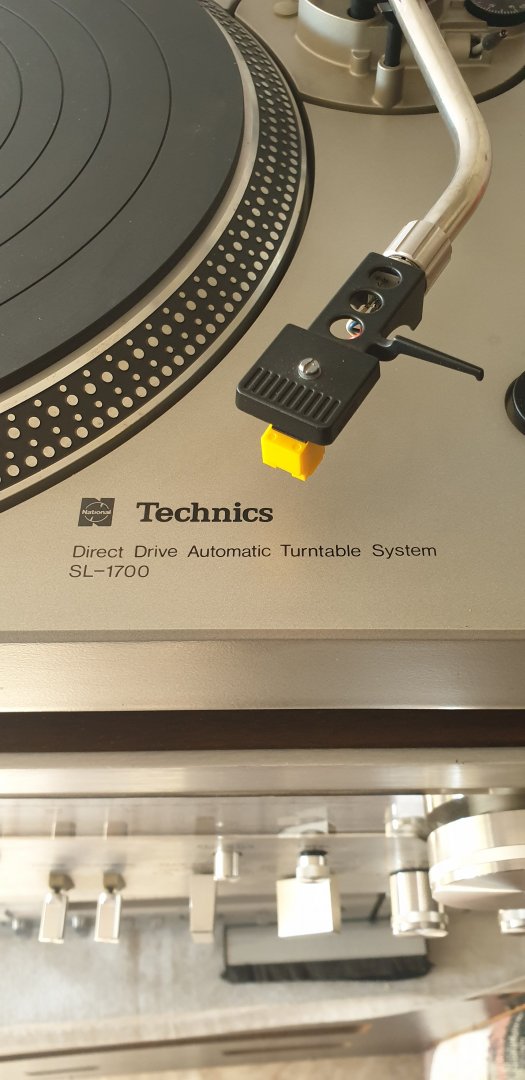 National
Technics
Direct Drive Automatic Turntable System
SL-1700